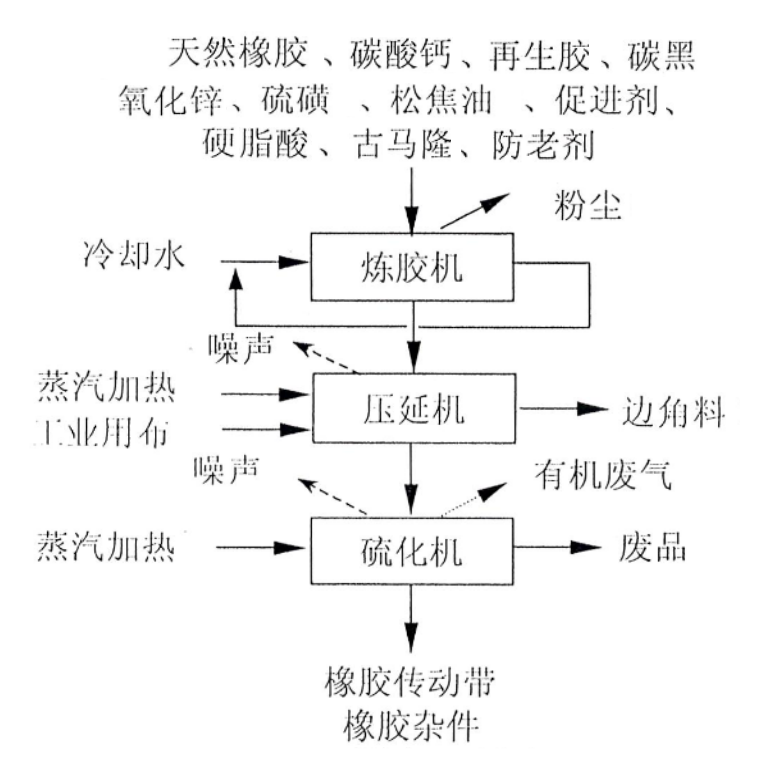 天然橡胶、碳酸钙、再生胶、碳黑
氧化锌、硫磺、松焦油、促进剂、
硬脂酸、古马隆、防老剂
粉尘
冷却水
炼胶机
噪声
蒸汽加热
压延机
边角料
工业用布
噪声
有机废气
蒸汽加热
硫化机
废品
橡胶传动带
橡胶杂件